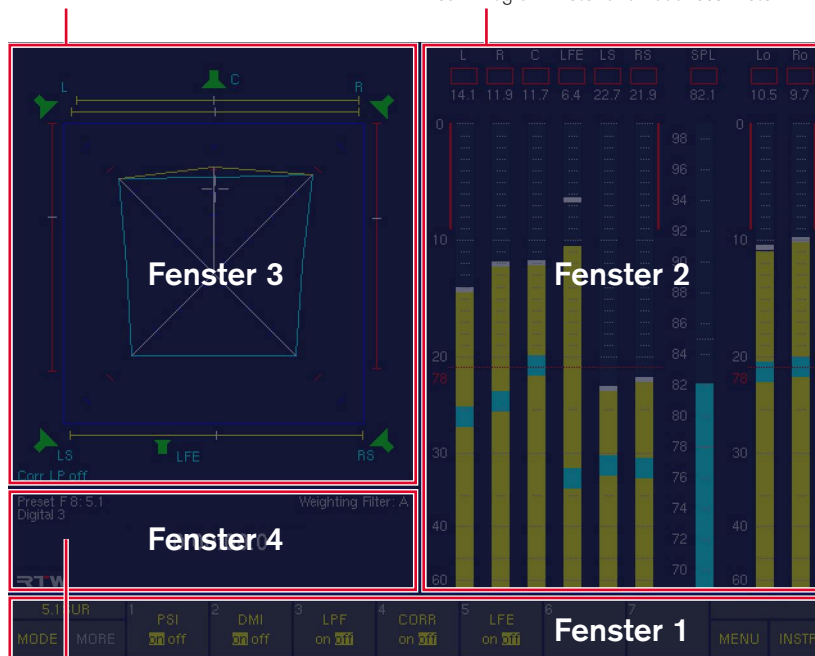 L R C LFE LS RS SPL Lo Ro
14.1 11.9 11.7 6.4 22.7 21.9 82.1 10.5 9.7
C
L R
0 0
98
96
94
92
10 90 10
88
86
84
20 20
78 78
82
80
78
30 30
76
74
40 40
72
70
60 60
Fenster 3
Fenster 2
LS LFE RS
Corr LP off
Preset F 8: 5.1 Weighting Filter: A
Digital 3
Fenster 4
RTW
1 2 3 4 5 6 7
PSI DMI LPF CORR LFE
MODE MORE on off on off on off on off on off MENU
Fenster 1